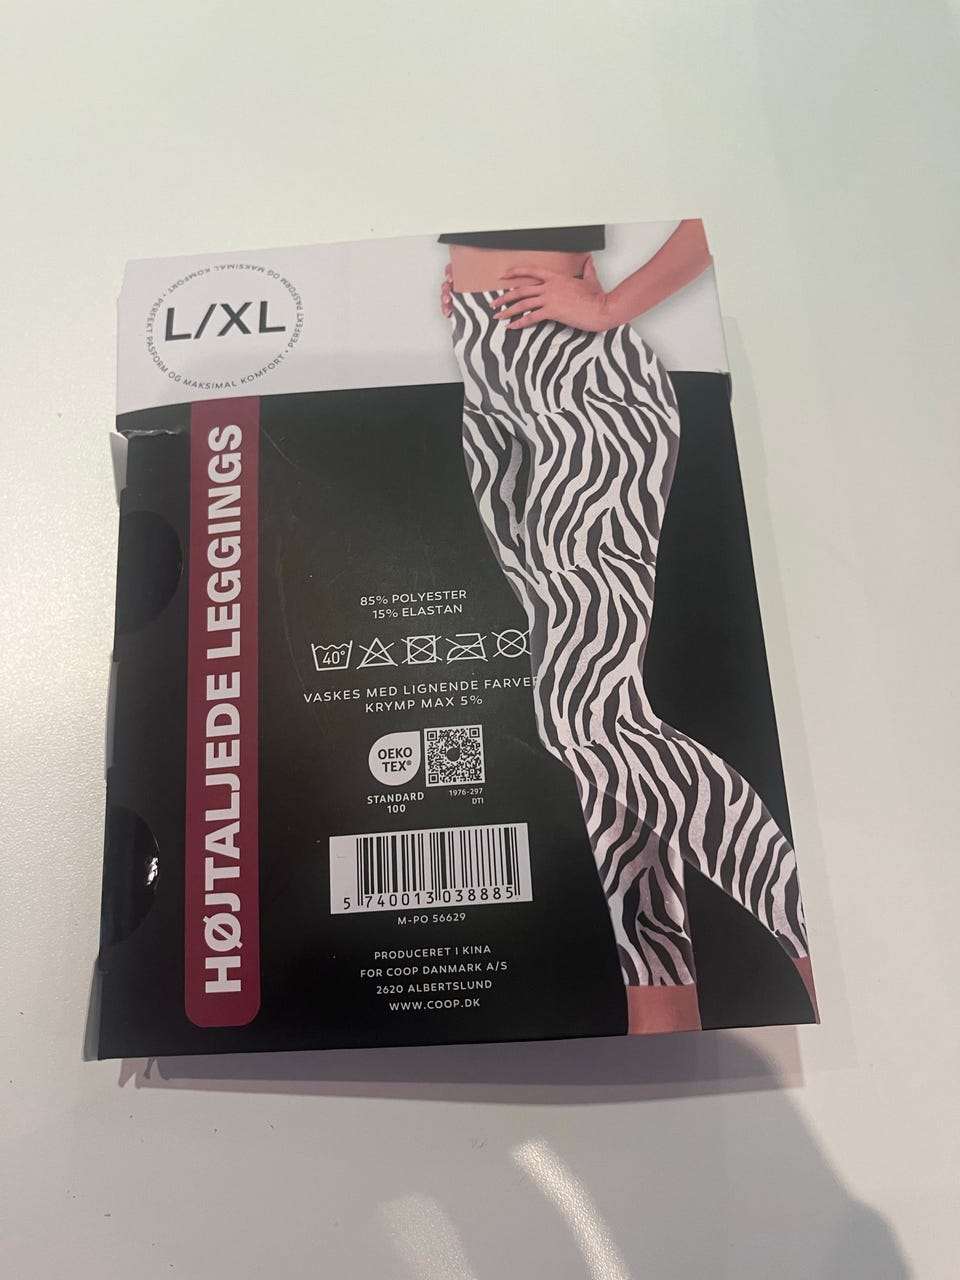 PERFEKT PASFORM OG MAKSIMAL KOMFORT • PERFEKT PASFORM OG MAKSIMAL KOMFORT •
L/XL
HØJTALJEDE LEGGINGS
85% POLYESTER
15% ELASTAN
40°
VASKES MED LIGNENDE FARVER
KRYMP MAX 5%
OEKO
TEX®
STANDARD
100
1976-297
DTI
5 740013 038885
M-PO 56629
PRODUCERET I KINA
FOR COOP DANMARK A/S
2620 ALBERTSLUND
WWW.COOP.DK